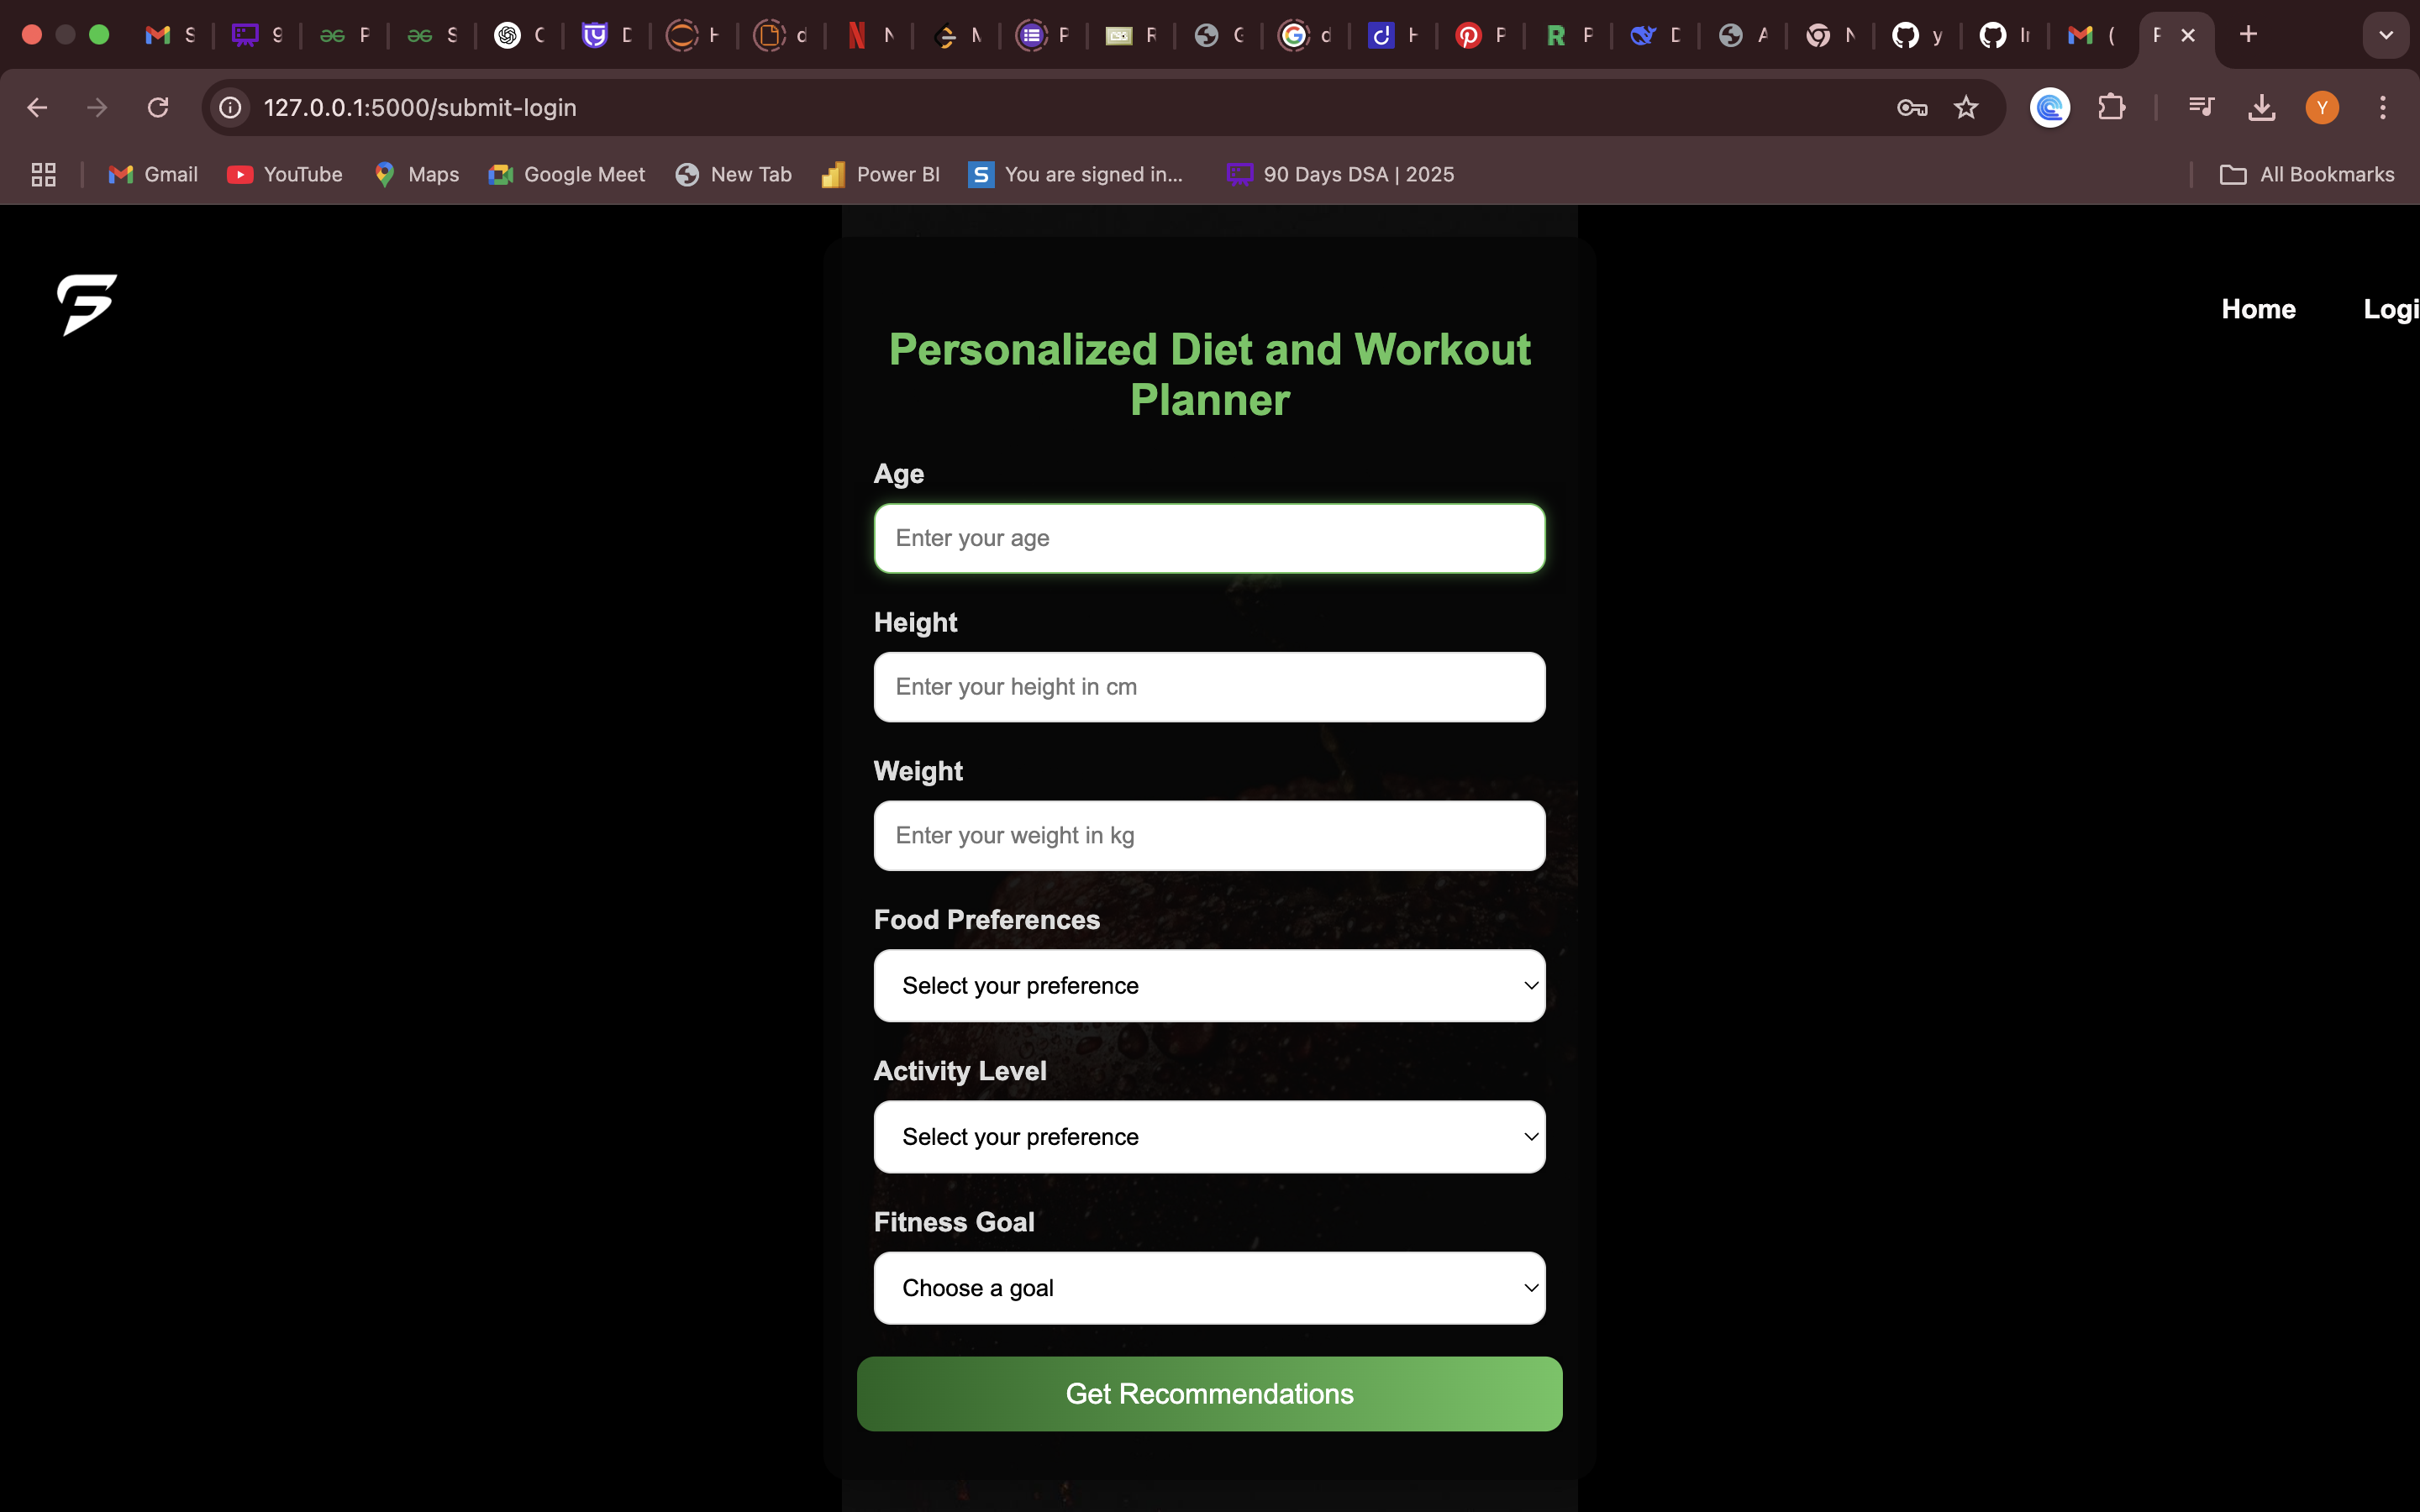 S
9
P
S
C
D
H
d
N
M
P
R
G
d
H
P
P
D
A
N
y
(
127.0.0.1:5000/submit-login
Y
Gmail
YouTube
Maps
Google Meet
New Tab
Power BI
You are signed in...
90 Days DSA | 2025
All Bookmarks
Home
Logi
Personalized Diet and Workout
Planner
Age
Enter your age
Height
Enter your height in cm
Weight
Enter your weight in kg
Food Preferences
Select your preference
Activity Level
Select your preference
Fitness Goal
Choose a goal
Get Recommendations